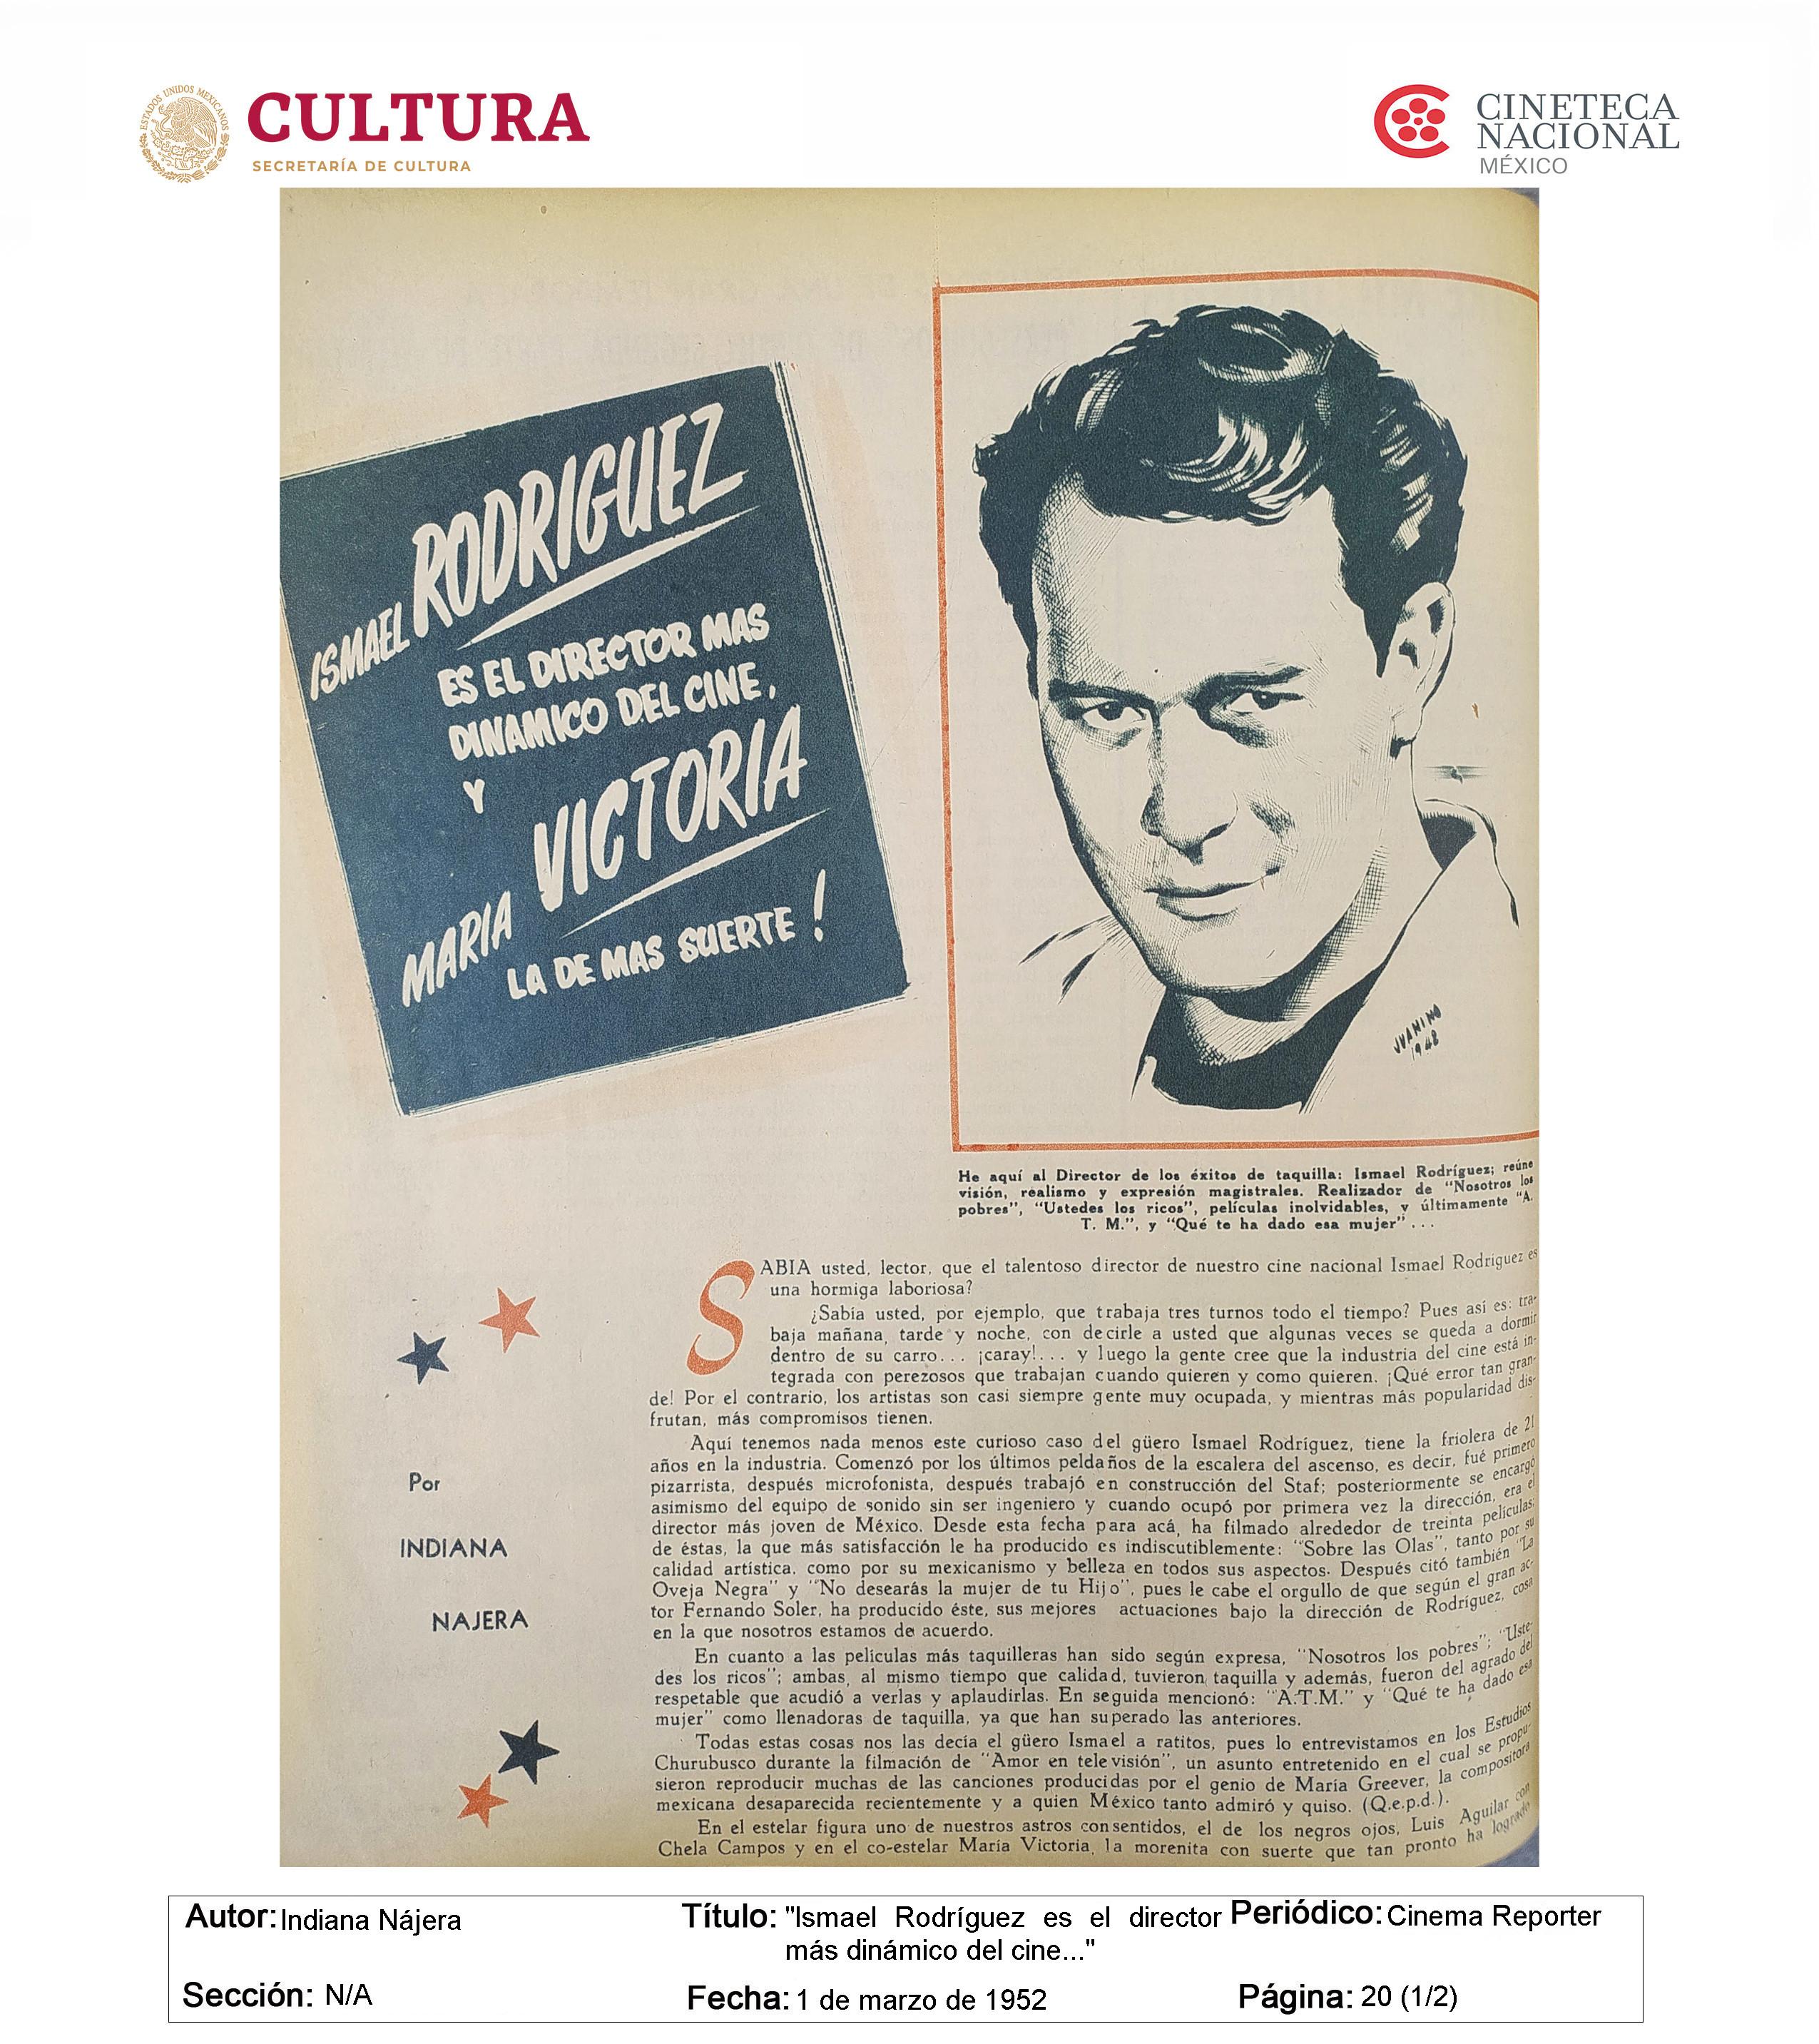 ESTADOS UNIDOS MEXICANOS
CULTURA
SECRETARÍA DE CULTURA
CINETECA
NACIONAL
MÉXICO
ISMAEL RODRIGUEZ
ES EL DIRECTOR MAS
DINAMICO DEL CINE,
Y
MARIA VICTORIA
LA DE MAS SUERTE!
JUANINO
1948
He aquí al Director de los éxitos de taquilla: Ismael Rodríguez; reúne
visión, realismo y expresión magistrales. Realizador de "Nosotros los
pobres", "Ustedes los ricos", películas inolvidables, y últimamente "A.
T. M.", y "Qué te ha dado esa mujer"...
SABIA usted, lector, que el talentoso director de nuestro cine nacional Ismael Rodriguez es
una hormiga laboriosa?
¿Sabia usted, por ejemplo, que trabaja tres turnos todo el tiempo? Pues asi es: tra-
baja mañana, tarde y noche, con decirle a usted que algunas veces se queda a dormir
dentro de su carro... ¡caray!... y luego la gente cree que la industria del cine está in-
tegrada con perezosos que trabajan cuando quieren y como quieren. ¡Qué error tan gran-
de! Por el contrario, los artistas son casi siempre gente muy ocupada, y mientras más popularidad dis-
frutan, más compromisos tienen.
Aquí tenemos nada menos este curioso caso del güero Ismael Rodríguez, tiene la friolera de 21
años en la industria. Comenzó por los últimos peldaños de la escalera del ascenso, es decir, fué primero
pizarrista, después microfonista, después trabajó en construcción del Staf; posteriormente se encargó
asimismo del equipo de sonido sin ser ingeniero y cuando ocupó por primera vez la dirección, era el
director más joven de México. Desde esta fecha para acá, ha filmado alrededor de treinta películas;
de éstas, la que más satisfacción le ha producido es indiscutiblemente: "Sobre las Olas", tanto por su
calidad artística, como por su mexicanismo y belleza en todos sus aspectos. Después citó también "La
Oveja Negra" y "No desearás la mujer de tu Hijo", pues le cabe el orgullo de que según el gran ac-
tor Fernando Soler, ha producido éste, sus mejores actuaciones bajo la dirección de Rodríguez, cosa
en la que nosotros estamos de acuerdo.
En cuanto a las películas más taquilleras han sido según expresa, "Nosotros los pobres"; "Uste-
des los ricos"; ambas, al mismo tiempo que calidad, tuvieron taquilla y además, fueron del agrado del
respetable que acudió a verlas y aplaudirlas. En seguida mencionó: "A.T.M." y "Qué te ha dado esa
mujer" como llenadoras de taquilla, ya que han superado las anteriores.
Todas estas cosas nos las decía el güero Ismael a ratitos, pues lo entrevistamos en los Estudios
Churubusco durante la filmación de "Amor en televisión", un asunto entretenido en el cual se propu-
sieron reproducir muchas de las canciones producidas por el genio de María Greever, la compositora
mexicana desaparecida recientemente y a quien México tanto admiró y quiso. (Q.e.p.d.).
En el estelar figura uno de nuestros astros consentidos, el de los negros ojos, Luis Aguilar con
Chela Campos y en el co-estelar María Victoria, la morenita con suerte que tan pronto ha logrado
Por
INDIANA
NAJERA
Autor: Indiana Nájera
Título: "Ismael Rodríguez es el director
más dinámico del cine..."
Periódico: Cinema Reporter
Sección: N/A
Fecha: 1 de marzo de 1952
Página: 20 (1/2)